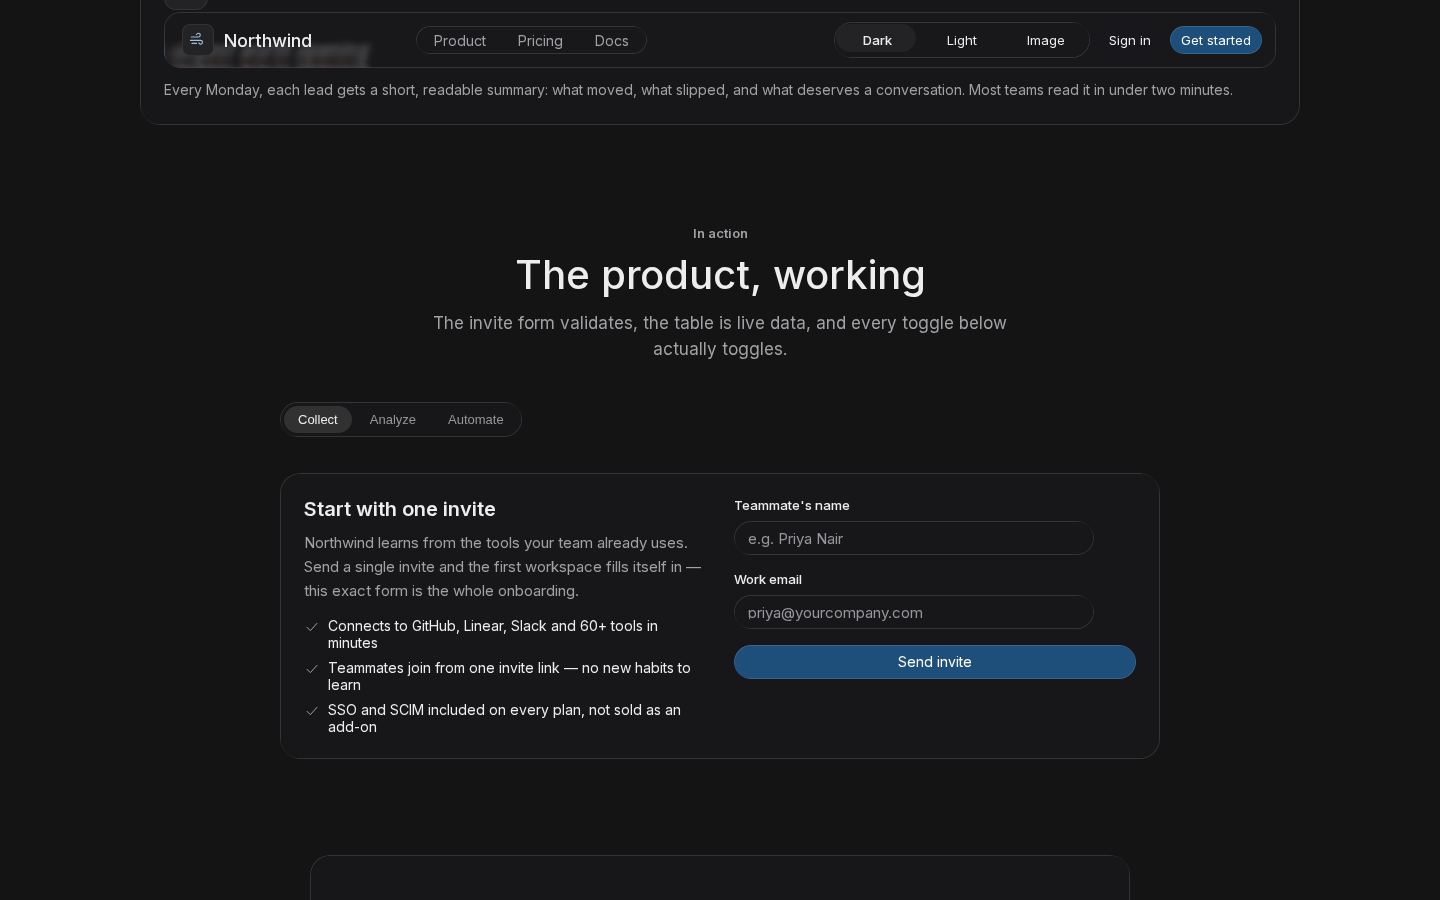 Northwind
Product Pricing Docs
Dark Light Image
Sign in
Get started
Every Monday, each lead gets a short, readable summary: what moved, what slipped, and what deserves a conversation. Most teams read it in under two minutes.
In action
The product, working
The invite form validates, the table is live data, and every toggle below
actually toggles.
Collect Analyze Automate
Start with one invite
Northwind learns from the tools your team already uses.
Send a single invite and the first workspace fills itself in —
this exact form is the whole onboarding.
Connects to GitHub, Linear, Slack and 60+ tools in
minutes
Teammates join from one invite link — no new habits to
learn
SSO and SCIM included on every plan, not sold as an
add-on
Teammate's name
e.g. Priya Nair
Work email
priya@yourcompany.com
Send invite